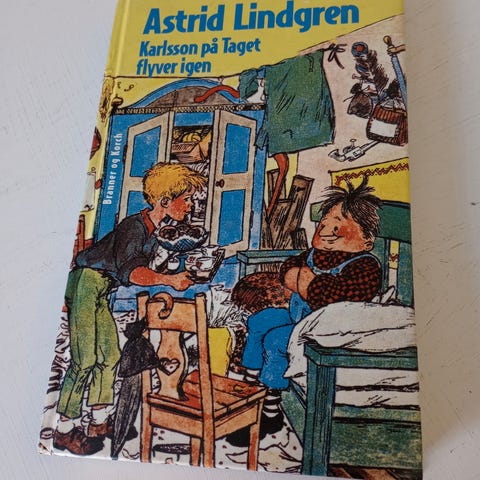 Astrid Lindgren
Karlsson på Taget
flyver igen
Branner og Korch